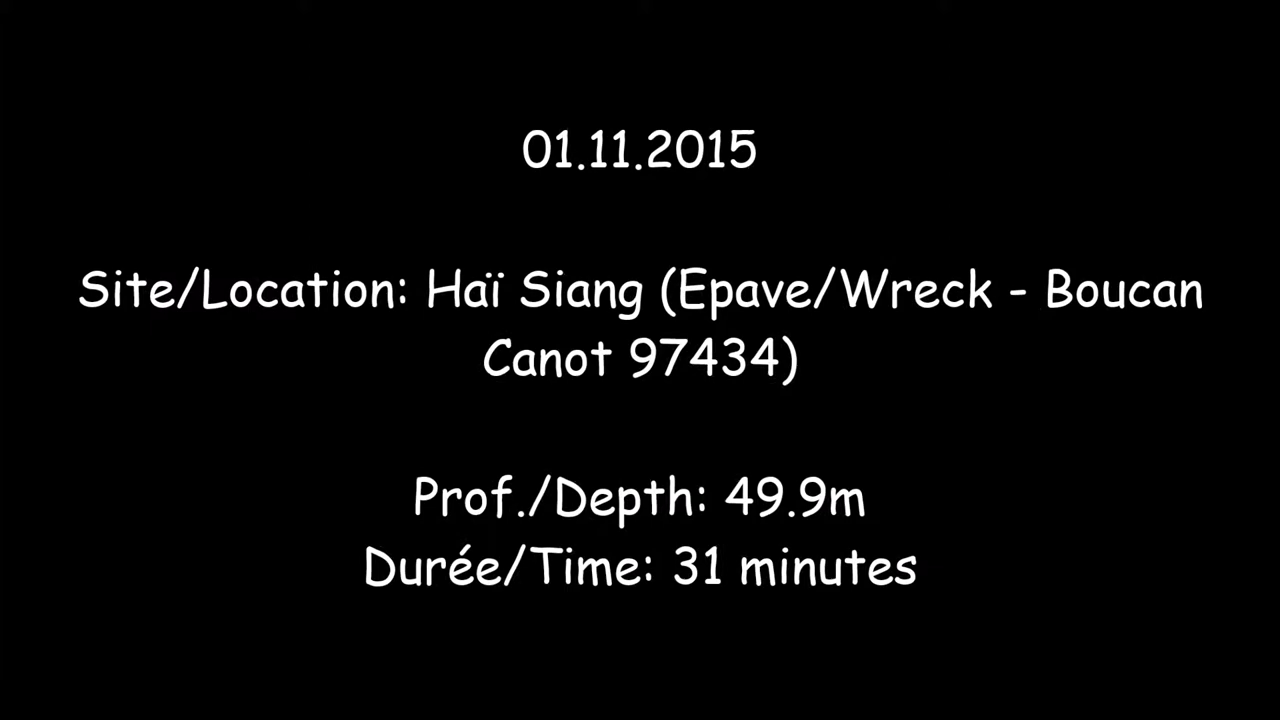 01.11.2015
Site/Location: Haï Siang (Epave/Wreck - Boucan
Canot 97434)
Prof./Depth: 49.9m
Durée/Time: 31 minutes